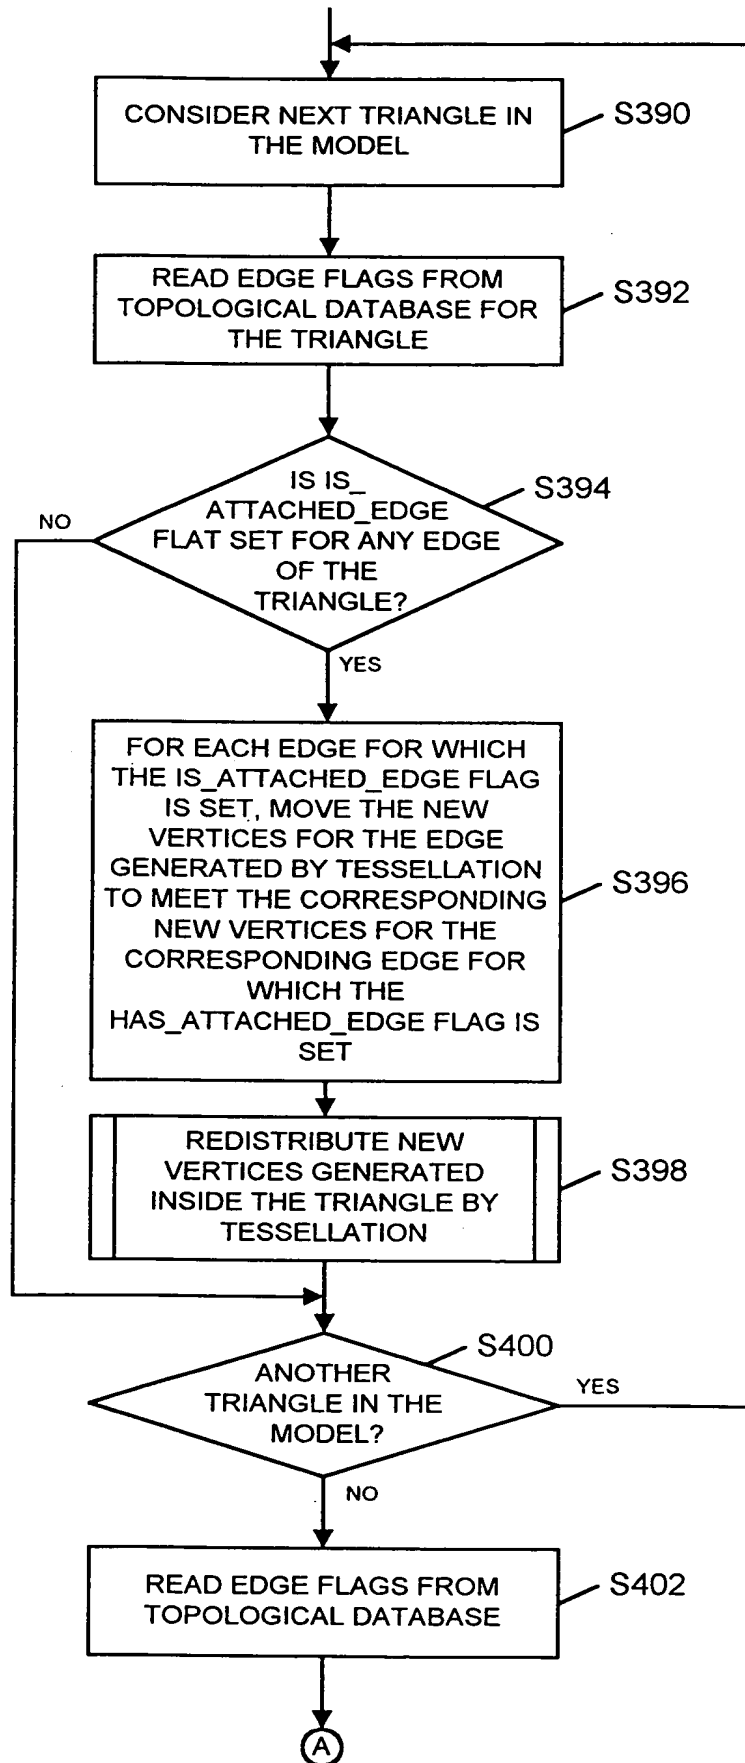 CONSIDER NEXT TRIANGLE IN
THE MODEL
S390
READ EDGE FLAGS FROM
TOPOLOGICAL DATABASE FOR
THE TRIANGLE
S392
IS IS_
ATTACHED_EDGE
FLAT SET FOR ANY EDGE
OF THE
TRIANGLE?
S394
NO
YES
FOR EACH EDGE FOR WHICH
THE IS_ATTACHED_EDGE FLAG
IS SET, MOVE THE NEW
VERTICES FOR THE EDGE
GENERATED BY TESSELLATION
TO MEET THE CORRESPONDING
NEW VERTICES FOR THE
CORRESPONDING EDGE FOR
WHICH THE
HAS_ATTACHED_EDGE FLAG IS
SET
S396
REDISTRIBUTE NEW
VERTICES GENERATED
INSIDE THE TRIANGLE BY
TESSELLATION
S398
ANOTHER
TRIANGLE IN THE
MODEL?
S400
YES
NO
READ EDGE FLAGS FROM
TOPOLOGICAL DATABASE
S402
A